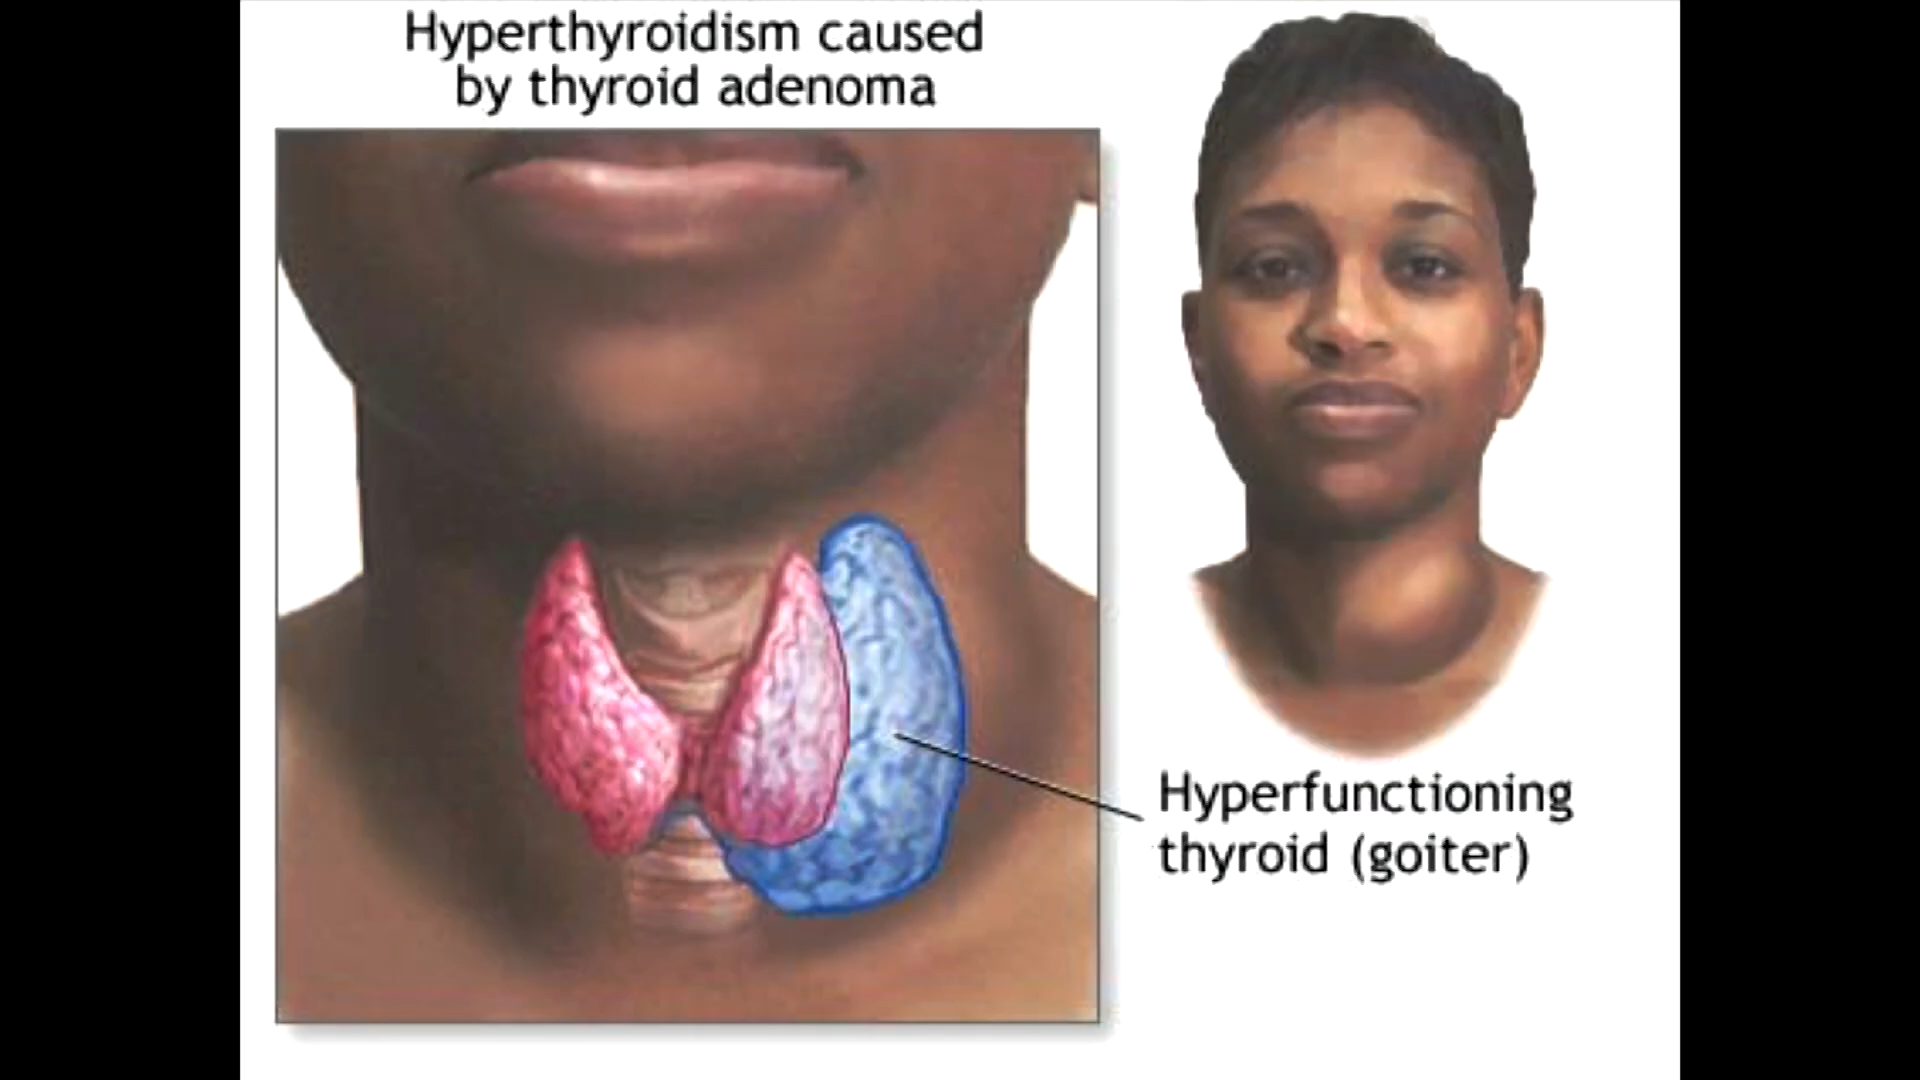 Hyperthyroidism caused
by thyroid adenoma
Hyperfunctioning
thyroid (goiter)